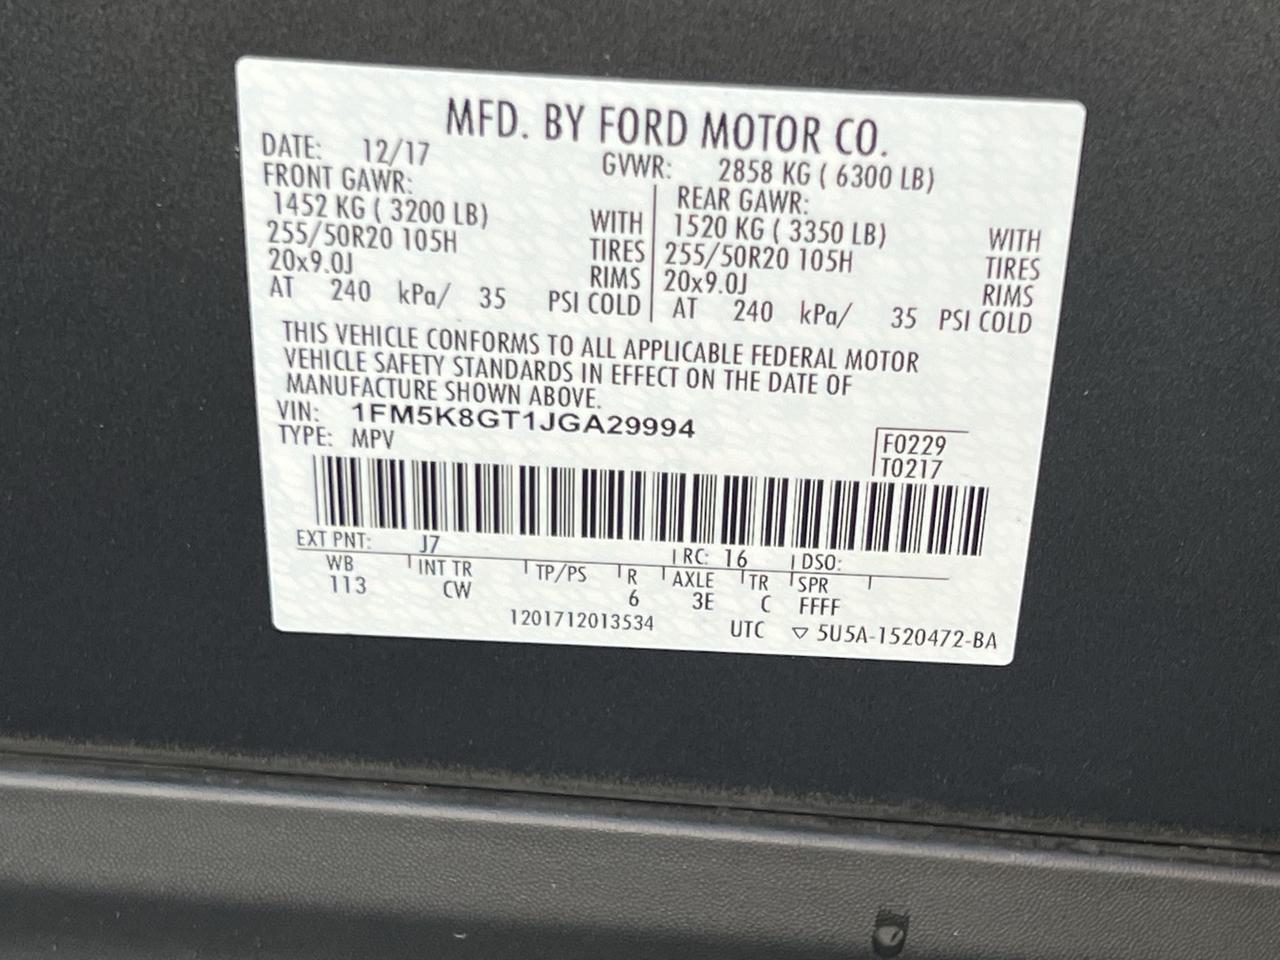 MFD. BY FORD MOTOR CO.
DATE: 12/17 GVWR: 2858 KG ( 6300 LB)
FRONT GAWR: REAR GAWR:
1452 KG ( 3200 LB) WITH 1520 KG ( 3350 LB) WITH
255/50R20 105H TIRES 255/50R20 105H TIRES
20x9.0J RIMS 20x9.0J RIMS
AT 240 kPa/ 35 PSI COLD AT 240 kPa/ 35 PSI COLD
THIS VEHICLE CONFORMS TO ALL APPLICABLE FEDERAL MOTOR
VEHICLE SAFETY STANDARDS IN EFFECT ON THE DATE OF
MANUFACTURE SHOWN ABOVE.
VIN: 1FM5K8GT1JGA29994
TYPE: MPV F0229
T0217
EXT PNT: J7 RC: 16 DSO:
WB INT TR TP/PS R AXLE TR SPR
113 CW 6 3E C FFFF
1201712013534 UTC ▽ 5U5A-1520472-BA